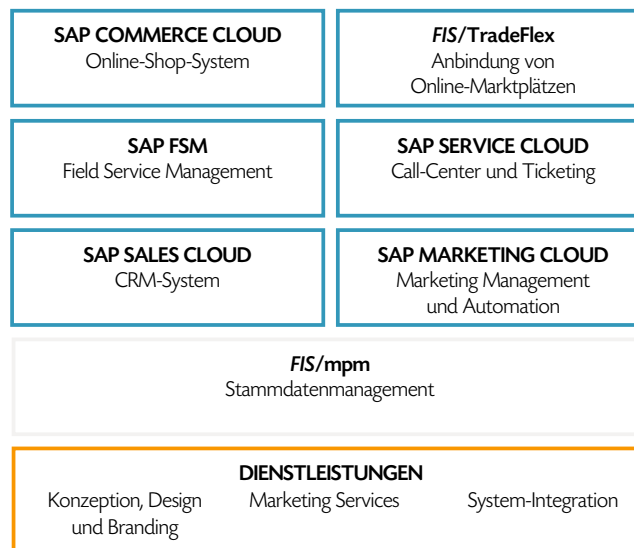 SAP COMMERCE CLOUD
Online-Shop-System
FIS/TradeFlex
Anbindung von
Online-Marktplätzen
SAP FSM
Field Service Management
SAP SERVICE CLOUD
Call-Center und Ticketing
SAP SALES CLOUD
CRM-System
SAP MARKETING CLOUD
Marketing Management
und Automation
FIS/mpm
Stammdatenmanagement
DIENSTLEISTUNGEN
Konzeption, Design
und Branding
Marketing Services
System-Integration